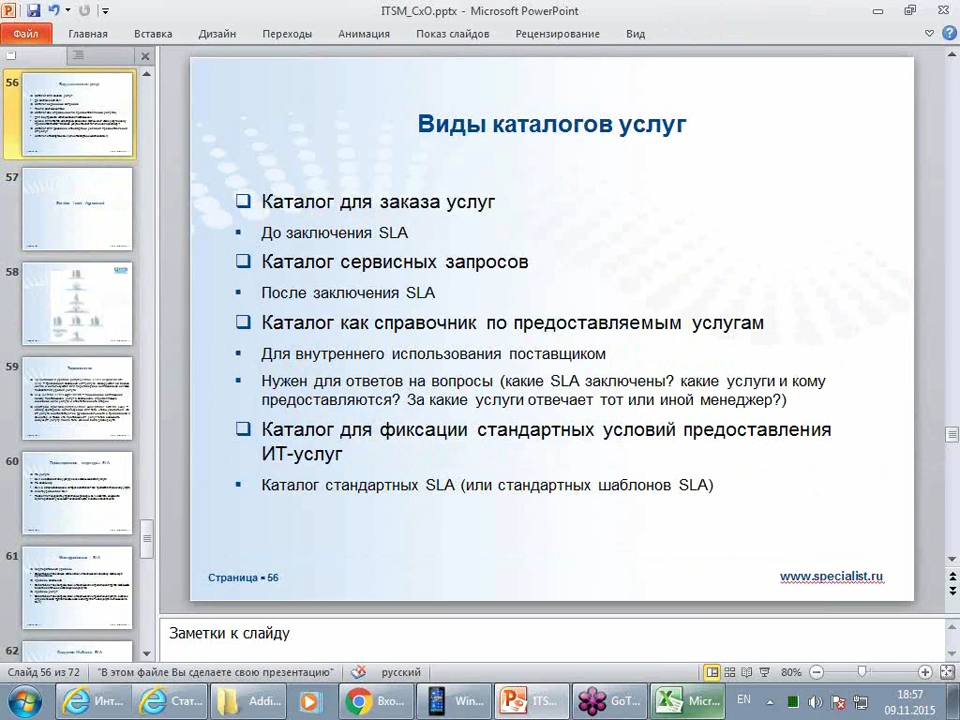 ITSM_CxO.pptx - Microsoft PowerPoint
Файл Главная Вставка Дизайн Переходы Анимация Показ слайдов Рецензирование Вид
56
57
58
59
60
61
62
Виды каталогов услуг
Каталог для заказа услуг
До заключения SLA
Каталог сервисных запросов
После заключения SLA
Каталог как справочник по предоставляемым услугам
Для внутреннего использования поставщиком
Нужен для ответов на вопросы (какие SLA заключены? какие услуги и кому
предоставляются? За какие услуги отвечает тот или иной менеджер?)
Каталог для фиксации стандартных условий предоставления
ИТ-услуг
Каталог стандартных SLA (или стандартных шаблонов SLA)
Страница ▪ 56
www.specialist.ru
Заметки к слайду
Слайд 56 из 72 "В этом файле Вы сделаете свою презентацию" русский 80%
Инт... Стат... Addi... Вхо... Win... ITS... GoT... Micr... EN 18:57
09.11.2015